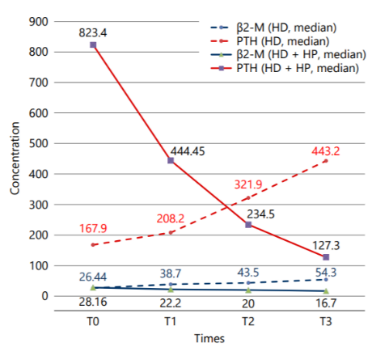 900
800
700
600
500
400
300
200
100
0
Concentration
β2-M (HD, median)
PTH (HD, median)
β2-M (HD + HP, median)
PTH (HD + HP, median)
823.4
444.45
443.2
321.9
234.5
208.2
167.9
127.3
26.44 38.7 43.5 54.3
28.16 22.2 20 16.7
T0 T1 T2 T3
Times